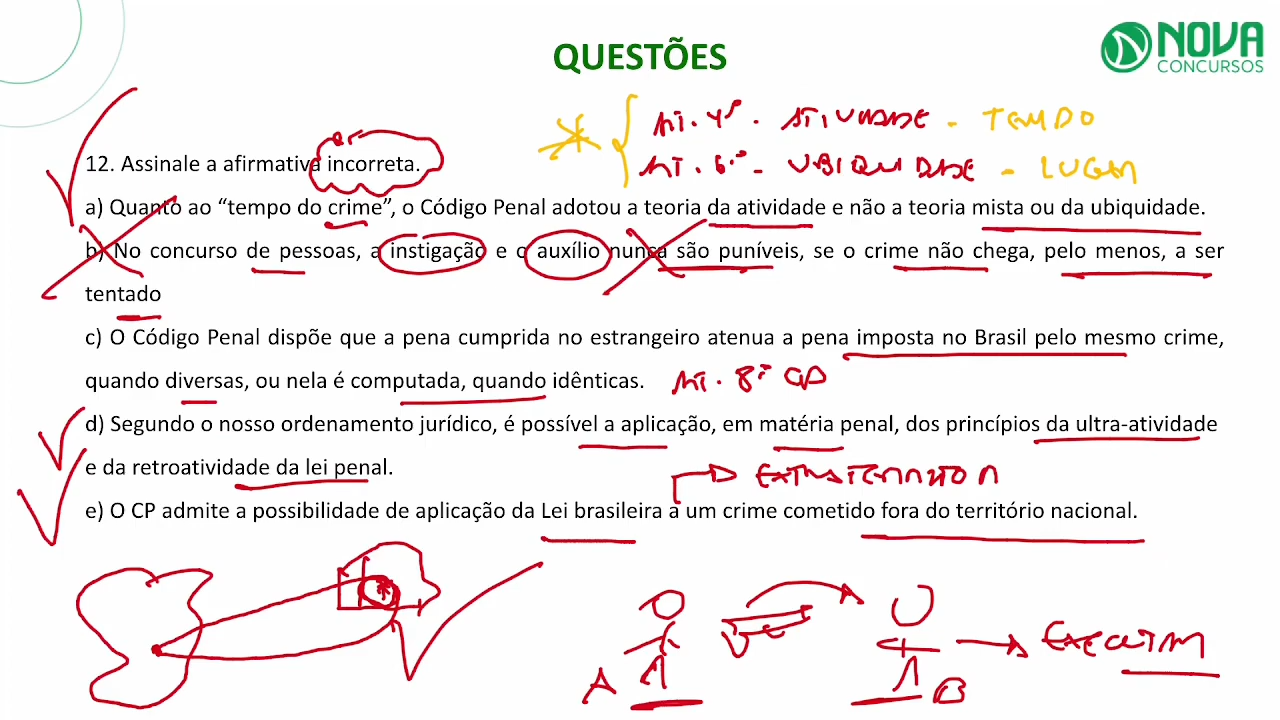 QUESTÕES
NOVA
CONCURSOS
Art. 4º - ATIVIDADE - TEMPO
12. Assinale a afirmativa incorreta.
Art. 6º - UBIQUIDADE - LUGAR
a) Quanto ao “tempo do crime”, o Código Penal adotou a teoria da atividade e não a teoria mista ou da ubiquidade.
b) No concurso de pessoas, a instigação e o auxílio nunca são puníveis, se o crime não chega, pelo menos, a ser
tentado
c) O Código Penal dispõe que a pena cumprida no estrangeiro atenua a pena imposta no Brasil pelo mesmo crime,
quando diversas, ou nela é computada, quando idênticas. Art. 8º CP
d) Segundo o nosso ordenamento jurídico, é possível a aplicação, em matéria penal, dos princípios da ultra-atividade
e da retroatividade da lei penal.
e) O CP admite a possibilidade de aplicação da Lei brasileira a um crime cometido fora do território nacional.
A
B